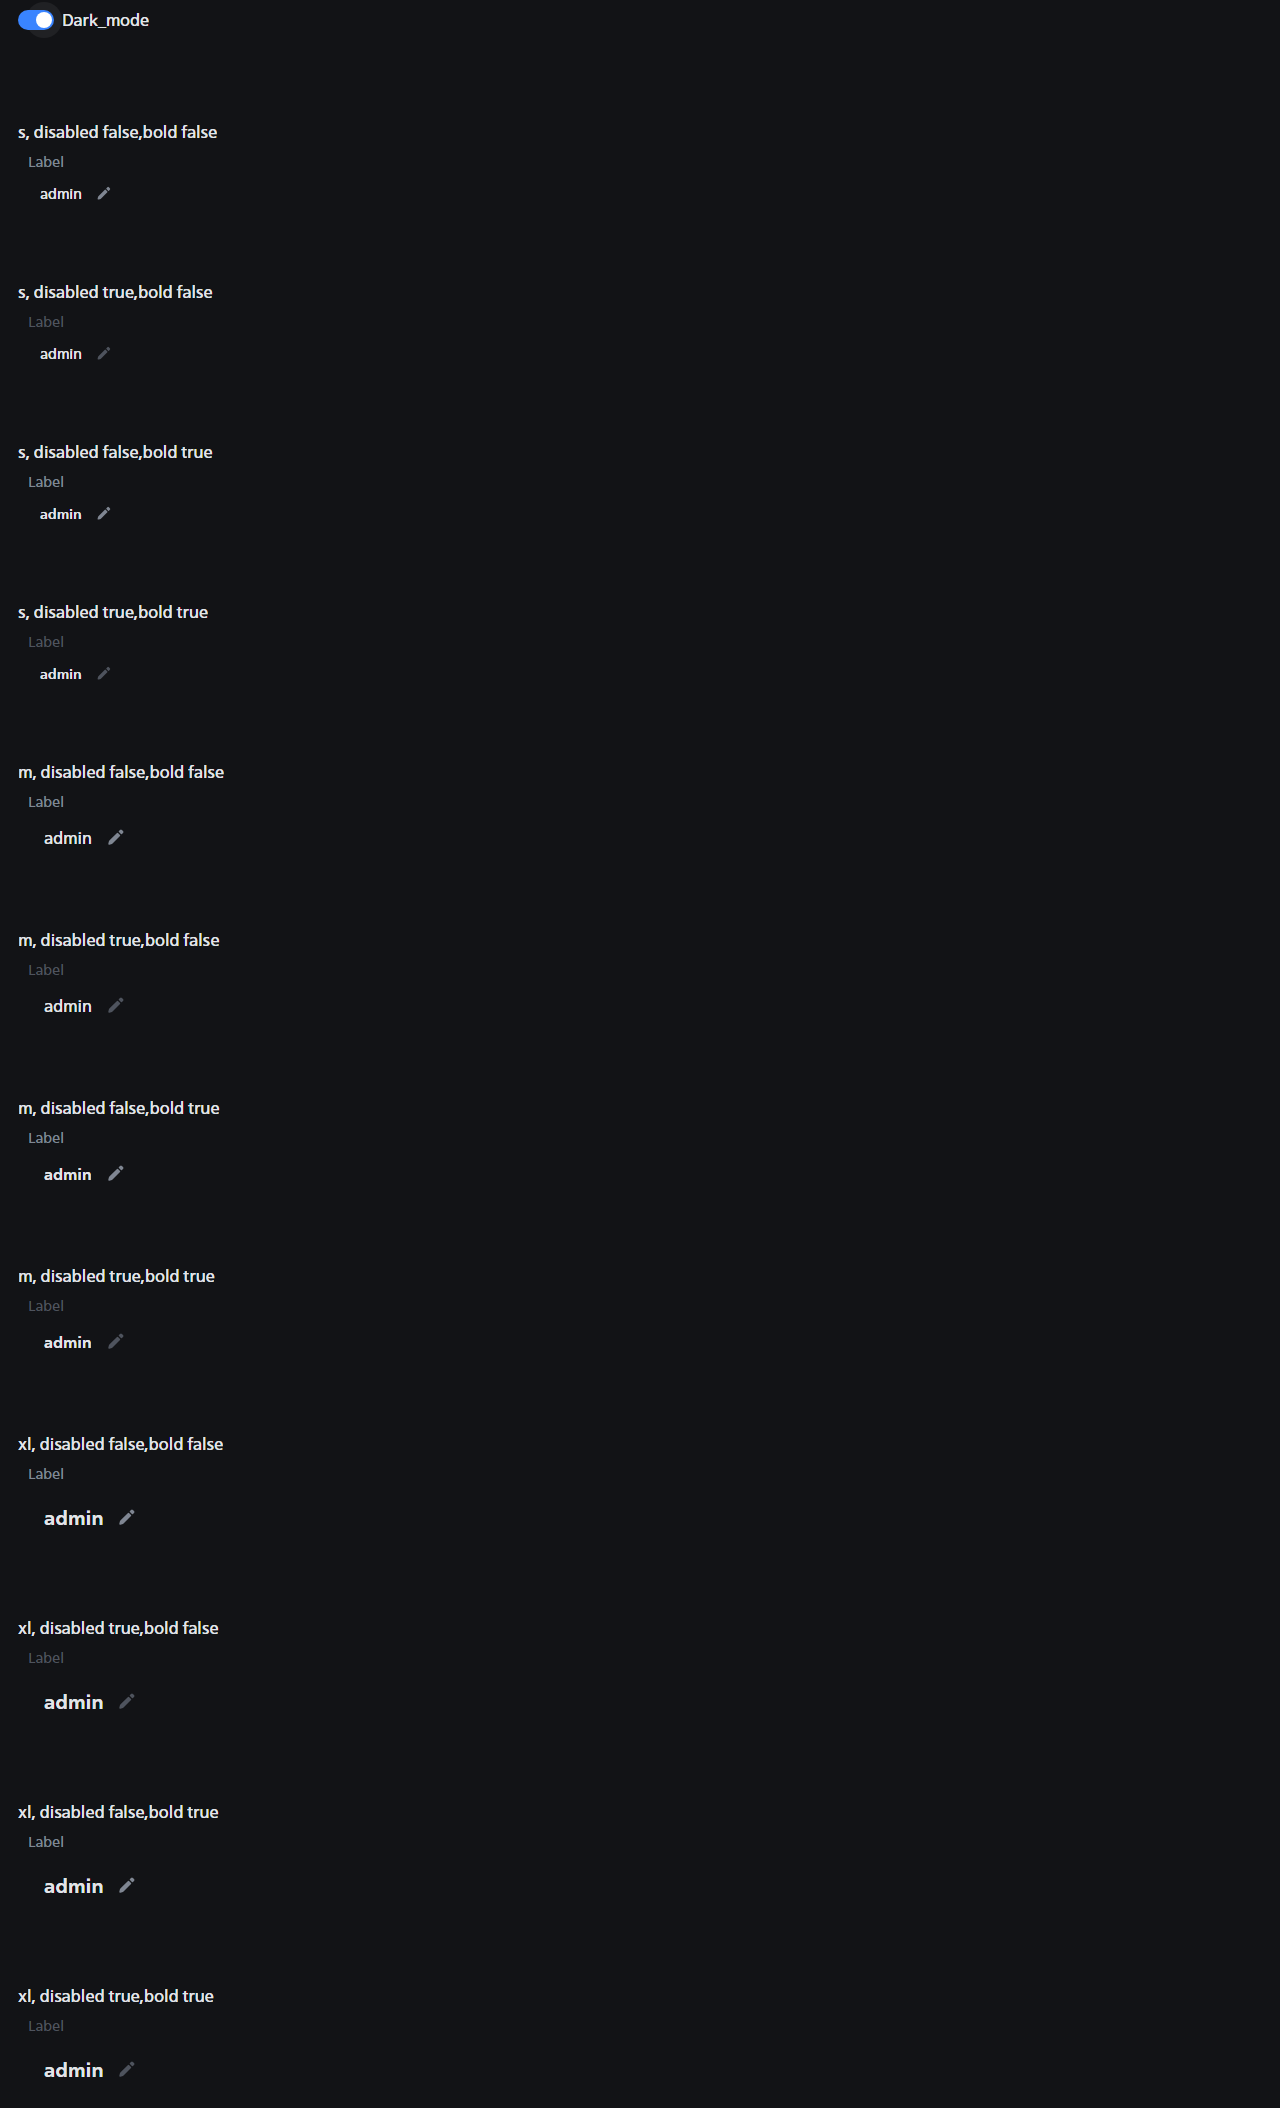 Dark_mode
s, disabled false,bold false
Label
admin
s, disabled true,bold false
Label
admin
s, disabled false,bold true
Label
admin
s, disabled true,bold true
Label
admin
m, disabled false,bold false
Label
admin
m, disabled true,bold false
Label
admin
m, disabled false,bold true
Label
admin
m, disabled true,bold true
Label
admin
xl, disabled false,bold false
Label
admin
xl, disabled true,bold false
Label
admin
xl, disabled false,bold true
Label
admin
xl, disabled true,bold true
Label
admin